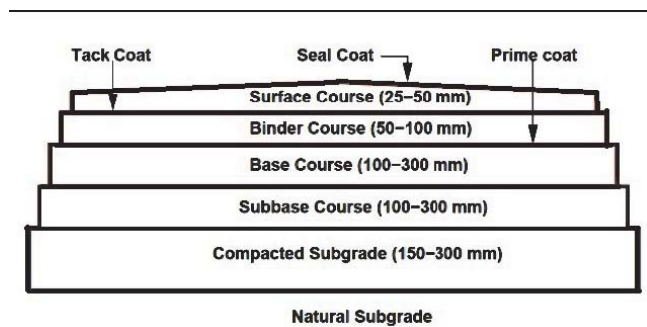 Tack Coat Seal Coat Prime coat
Surface Course (25–50 mm)
Binder Course (50–100 mm)
Base Course (100–300 mm)
Subbase Course (100–300 mm)
Compacted Subgrade (150–300 mm)
Natural Subgrade